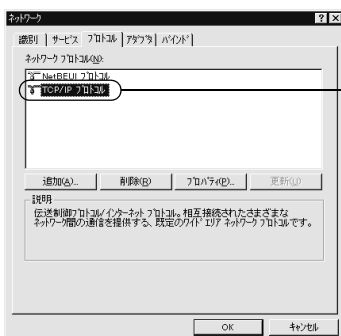 ネットワーク
識別 サービス プロトコル アダプタ バインド
ネットワーク プロトコル(N):
NetBEUI プロトコル
TCP/IP プロトコル
追加(A)... 削除(R) プロパティ(P)... 更新(U)
説明
伝送制御プロトコル/インターネット プロトコル。相互接続されたさまざまな
ネットワーク間の通信を提供する、既定のワイド エリア ネットワーク プロトコルです。
OK キャンセル